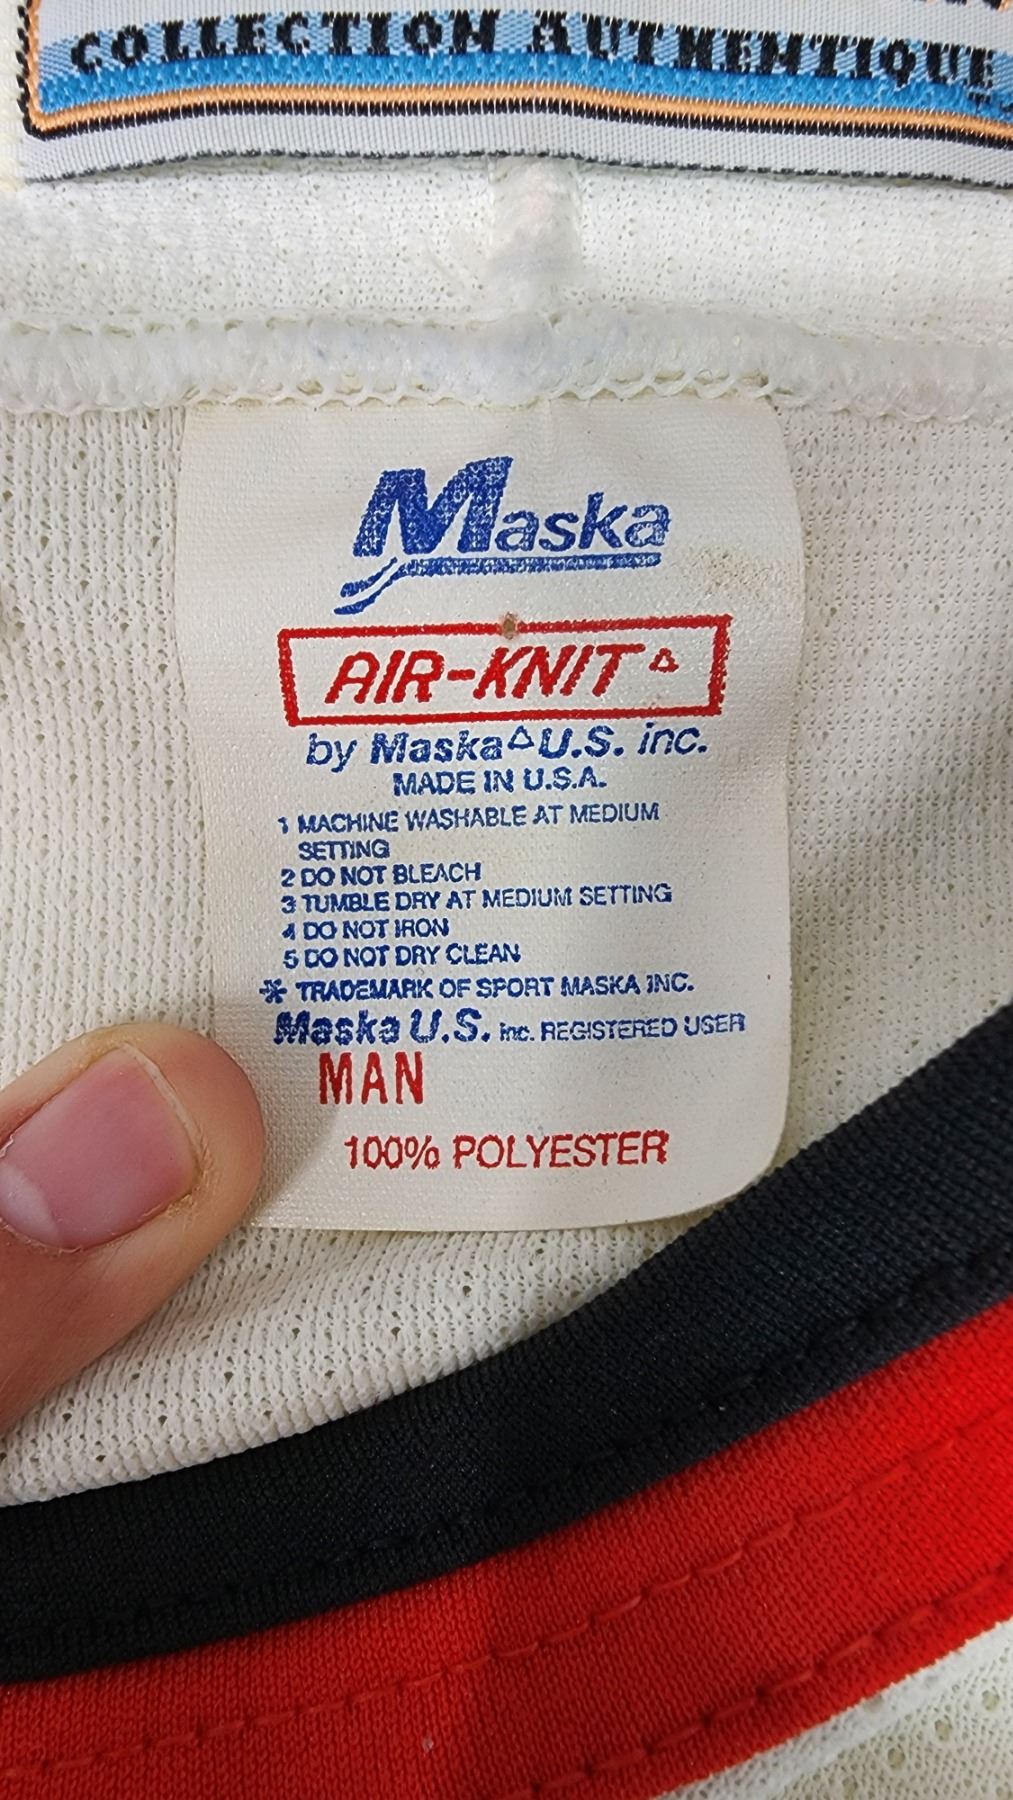 COLLECTION AUTHENTIQUE
Maska
AIR-KNIT
by Maska U.S. inc.
MADE IN U.S.A.
1 MACHINE WASHABLE AT MEDIUM
SETTING
2 DO NOT BLEACH
3 TUMBLE DRY AT MEDIUM SETTING
4 DO NOT IRON
5 DO NOT DRY CLEAN
* TRADEMARK OF SPORT MASKA INC.
Maska U.S. inc. REGISTERED USER
MAN
100% POLYESTER